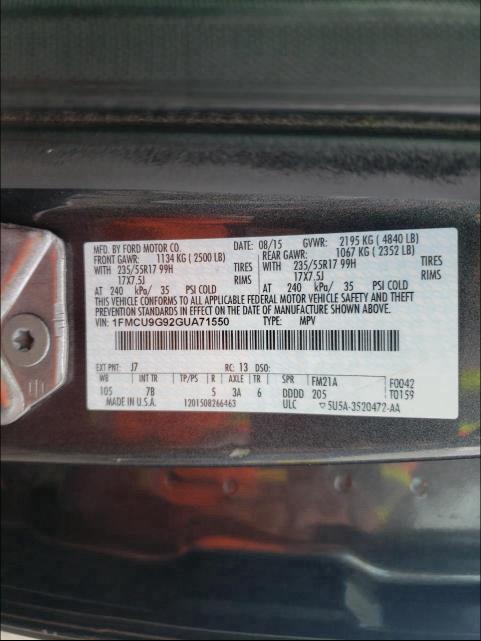 MFD. BY FORD MOTOR CO. DATE: 08/15 GVWR: 2195 KG ( 4840 LB)
FRONT GAWR: 1134 KG ( 2500 LB) REAR GAWR: 1067 KG ( 2352 LB)
WITH 235/55R17 99H TIRES WITH 235/55R17 99H TIRES
17X7.5J RIMS 17X7.5J RIMS
AT 240 kPa/ 35 PSI COLD AT 240 kPa/ 35 PSI COLD
THIS VEHICLE CONFORMS TO ALL APPLICABLE FEDERAL MOTOR VEHICLE SAFETY AND THEFT
PREVENTION STANDARDS IN EFFECT ON THE DATE OF MANUFACTURE SHOWN ABOVE.
VIN: 1FMCU9G92GUA71550 TYPE: MPV
EXT PNT: J7 RC: 13 DSO:
WB INT TR TP/PS R AXLE TR SPR FM21A F0042
105 7B 5 3A 6 DDDD 205 T0159
MADE IN U.S.A. 1201508266463 ULC 5U5A-3520472-AA